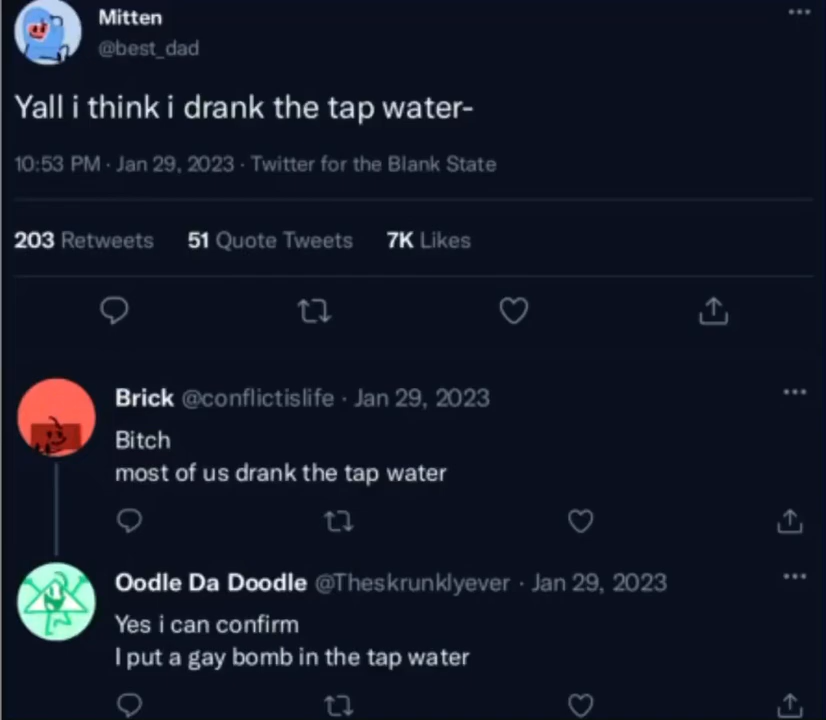 Mitten
@best_dad
Yall i think i drank the tap water-
10:53 PM · Jan 29, 2023 · Twitter for the Blank State
203 Retweets 51 Quote Tweets 7K Likes
Brick @conflictislife · Jan 29, 2023
Bitch
most of us drank the tap water
Oodle Da Doodle @Theskrunklyever · Jan 29, 2023
Yes i can confirm
I put a gay bomb in the tap water